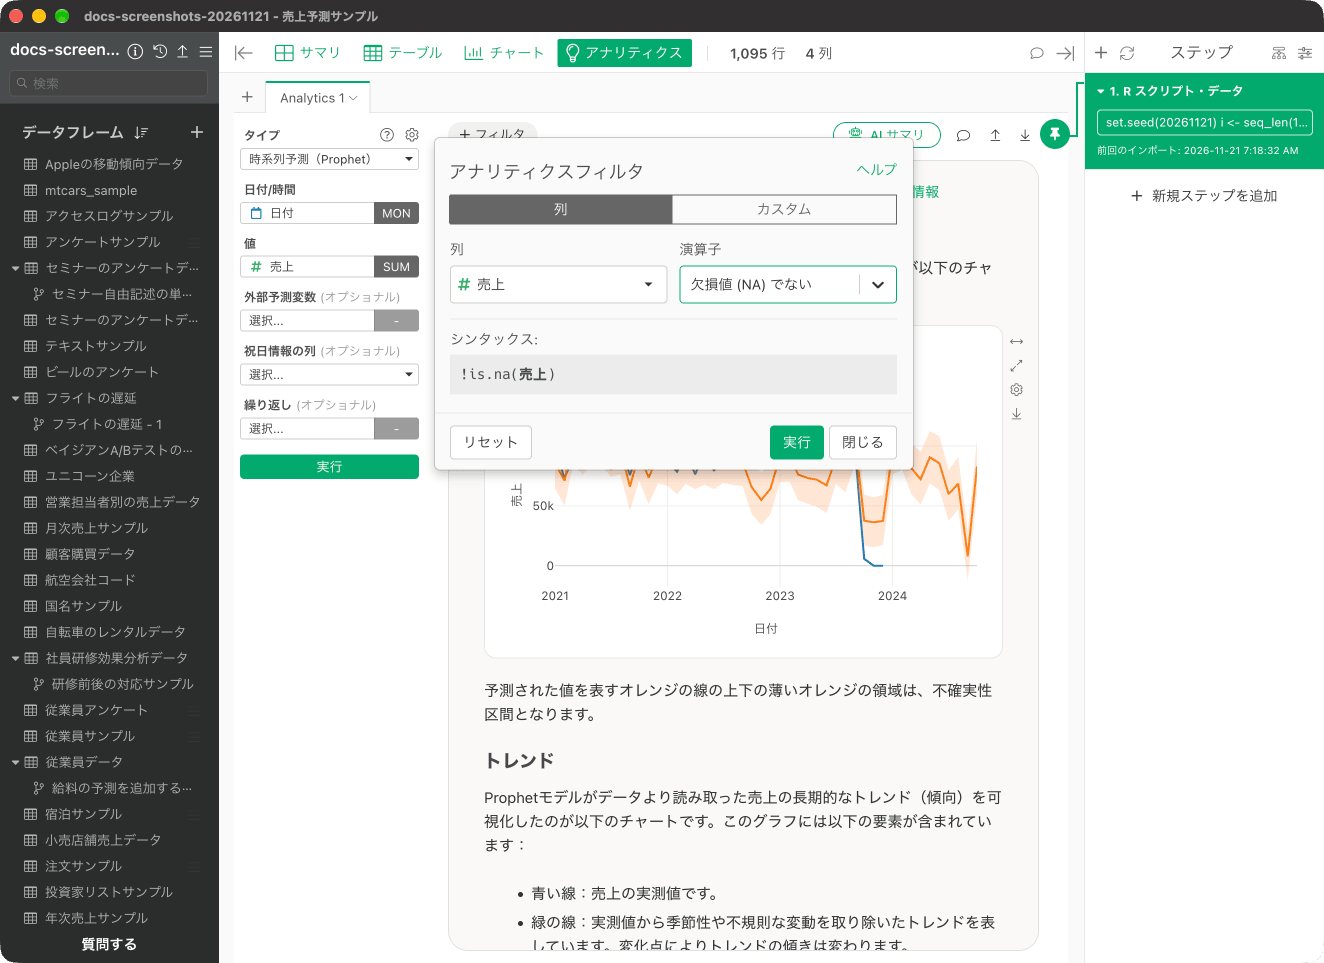 docs-screenshots-20261121 - 売上予測サンプル
docs-screen...
検索
データフレーム
Appleの移動傾向データ
mtcars_sample
アクセスログサンプル
アンケートサンプル
セミナーのアンケートデ...
セミナー自由記述の単...
セミナーのアンケートデ...
テキストサンプル
ビールのアンケート
フライトの遅延
フライトの遅延 - 1
ベイジアンA/Bテストの...
ユニコーン企業
営業担当者別の売上データ
月次売上サンプル
顧客購買データ
航空会社コード
国名サンプル
自転車のレンタルデータ
社員研修効果分析データ
研修前後の対応サンプル
従業員アンケート
従業員サンプル
従業員データ
給料の予測を追加する...
宿泊サンプル
小売店舗売上データ
注文サンプル
投資家リストサンプル
年次売上サンプル
質問する
サマリ
テーブル
チャート
アナリティクス
1,095 行
4 列
Analytics 1
タイプ
時系列予測（Prophet）
日付/時間
日付
MON
値
売上
SUM
外部予測変数 (オプショナル)
選択...
-
祝日情報の列 (オプショナル)
選択...
繰り返し (オプショナル)
選択...
-
実行
+ フィルタ
AI サマリ
情報
が以下のチャ
アナリティクスフィルタ
ヘルプ
列
カスタム
列
演算子
売上
欠損値 (NA) でない
シンタックス:
!is.na(売上)
リセット
実行
閉じる
売上
50k
0
2021
2022
2023
2024
日付
予測された値を表すオレンジの線の上下の薄いオレンジの領域は、不確実性
区間となります。
トレンド
Prophetモデルがデータより読み取った売上の長期的なトレンド（傾向）を可
視化したのが以下のチャートです。このグラフには以下の要素が含まれてい
ます：
• 青い線：売上の実測値です。
• 緑の線：実測値から季節性や不規則な変動を取り除いたトレンドを表
しています。変化点によりトレンドの傾きは変わります。
ステップ
1. R スクリプト・データ
set.seed(20261121) i <- seq_len(1...
前回のインポート: 2026-11-21 7:18:32 AM
+ 新規ステップを追加